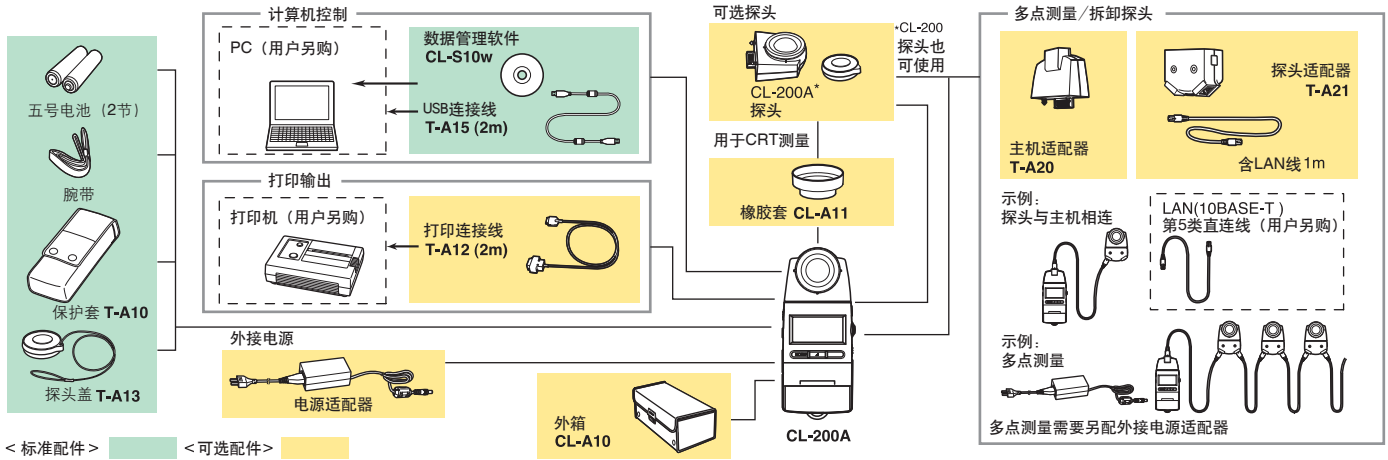 五号电池（2节）
腕带
保护套 T-A10
探头盖 T-A13
计算机控制
PC（用户另购）
数据管理软件
CL-S10w
USB连接线
T-A15 (2m)
打印输出
打印机（用户另购）
打印连接线
T-A12 (2m)
外接电源
电源适配器
可选探头
*CL-200
探头也
可使用
CL-200A*
探头
用于CRT测量
橡胶套 CL-A11
外箱
CL-A10
CL-200A
多点测量/拆卸探头
主机适配器
T-A20
探头适配器
T-A21
含LAN线1m
示例：
探头与主机相连
LAN(10BASE-T )
第5类直连线（用户另购）
示例：
多点测量
多点测量需要另配外接电源适配器
<标准配件>
<可选配件>